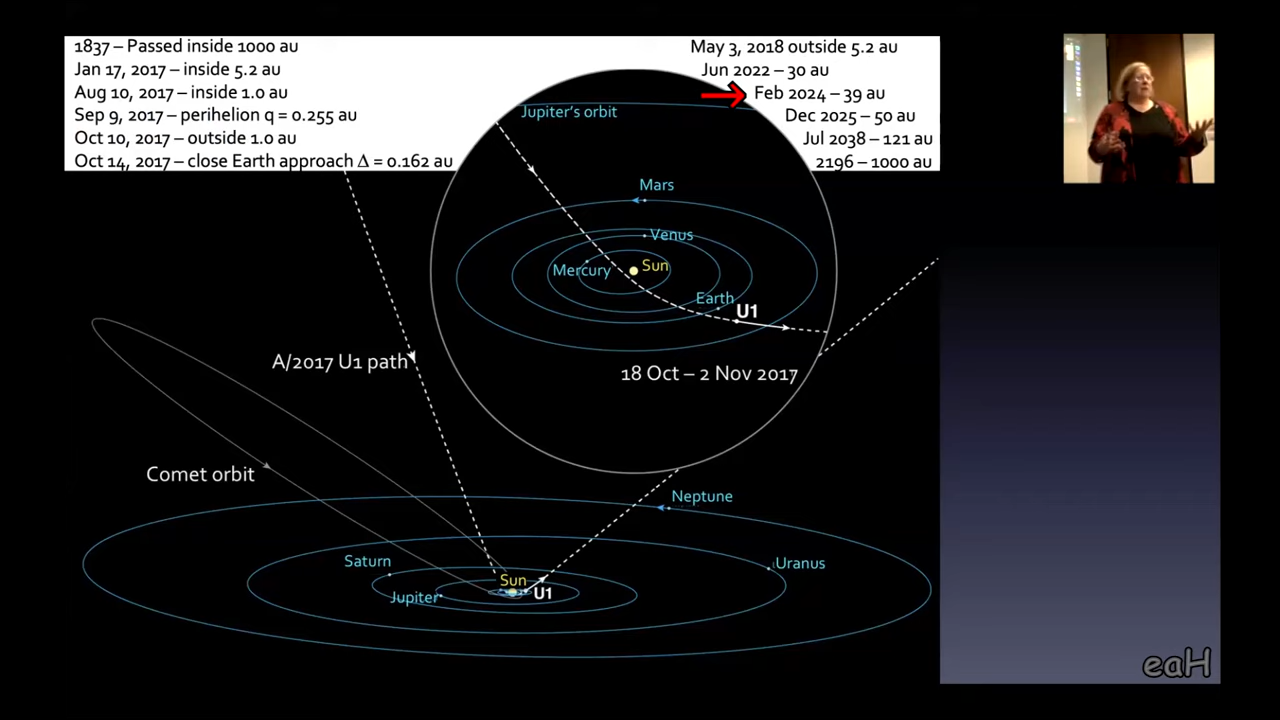 1837 – Passed inside 1000 au
Jan 17, 2017 – inside 5.2 au
Aug 10, 2017 – inside 1.0 au
Sep 9, 2017 – perihelion q = 0.255 au
Oct 10, 2017 – outside 1.0 au
Oct 14, 2017 – close Earth approach Δ = 0.162 au
May 3, 2018 outside 5.2 au
Jun 2022 – 30 au
Feb 2024 – 39 au
Dec 2025 – 50 au
Jul 2038 – 121 au
2196 – 1000 au
Jupiter's orbit
Mars
Venus
Sun
Mercury
Earth
U1
18 Oct – 2 Nov 2017
A/2017 U1 path
Comet orbit
Neptune
Saturn
Uranus
Sun
Jupiter
U1
eaH